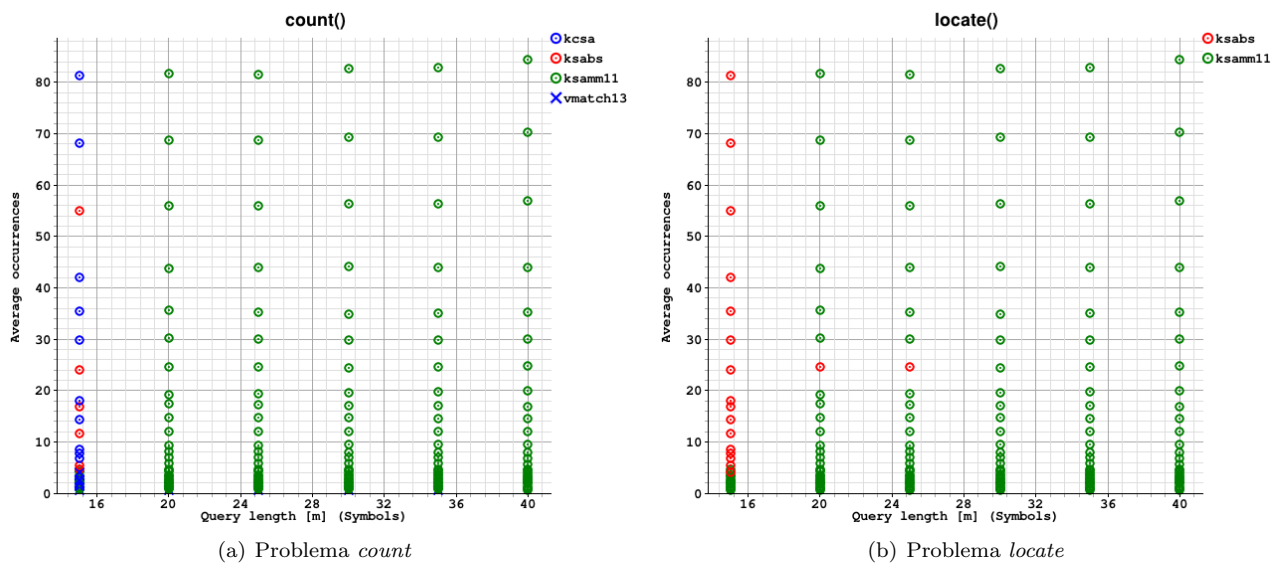 count()
kcsa
ksabs
ksamm11
vmatch13
Average occurrences
80
70
60
50
40
30
20
10
0
16 20 24 28 32 36 40
Query length [m] (Symbols)
(a) Problema count
locate()
ksabs
ksamm11
Average occurrences
80
70
60
50
40
30
20
10
0
16 20 24 28 32 36 40
Query length [m] (Symbols)
(b) Problema locate